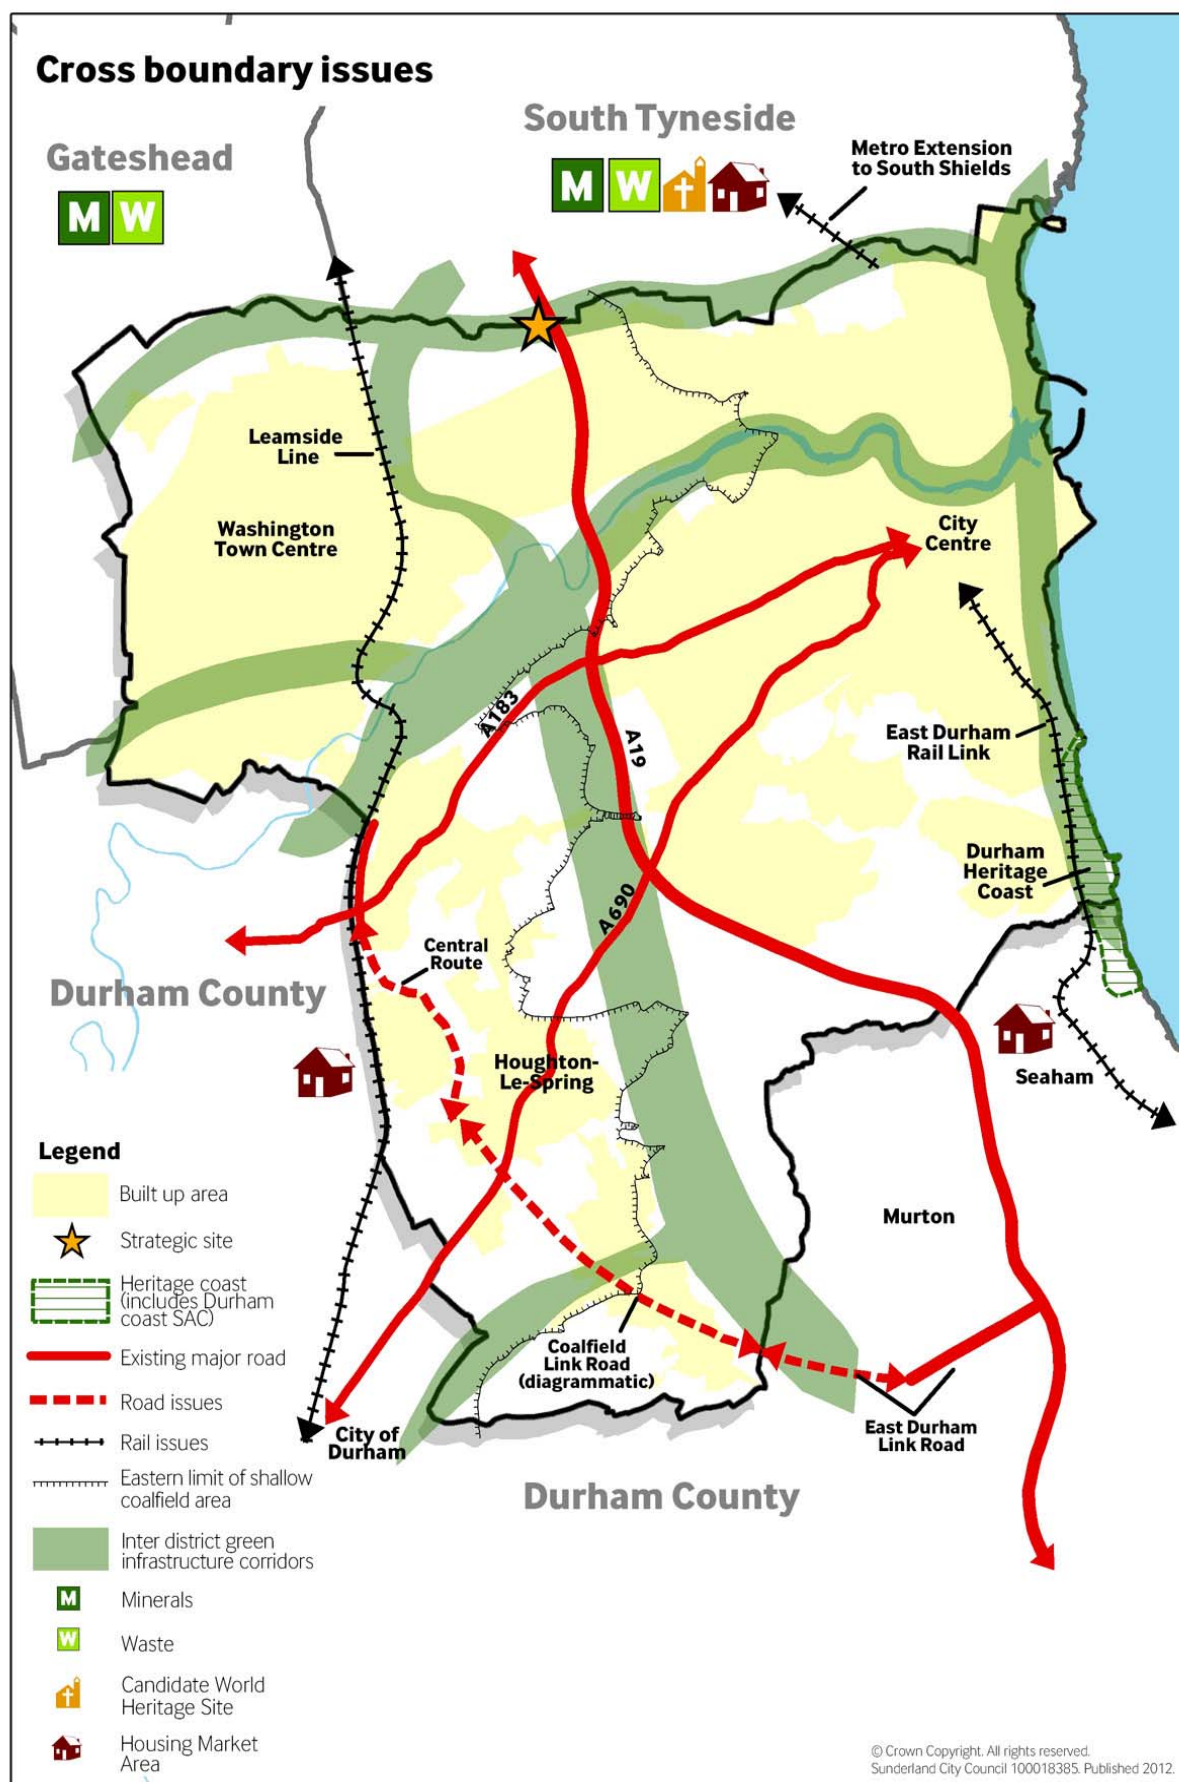 Cross boundary issues
Gateshead
M W
South Tyneside
M W
Metro Extension
to South Shields
Leamside
Line
Washington
Town Centre
City
Centre
A183
A19
East Durham
Rail Link
Durham
Heritage
Coast
A690
Central
Route
Durham County
Houghton-
Le-Spring
Seaham
Murton
Coalfield
Link Road
(diagrammatic)
East Durham
Link Road
City of
Durham
Durham County
Legend
Built up area
Strategic site
Heritage coast
(includes Durham
coast SAC)
Existing major road
Road issues
Rail issues
Eastern limit of shallow
coalfield area
Inter district green
infrastructure corridors
M Minerals
W Waste
Candidate World
Heritage Site
Housing Market
Area
© Crown Copyright. All rights reserved.
Sunderland City Council 100018385. Published 2012.